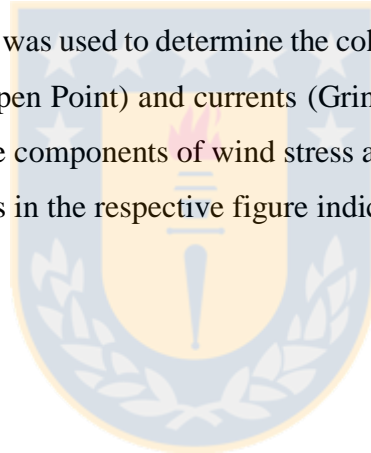 was used to determine the col
pen Point) and currents (Grin
components of wind stress a
s in the respective figure indic